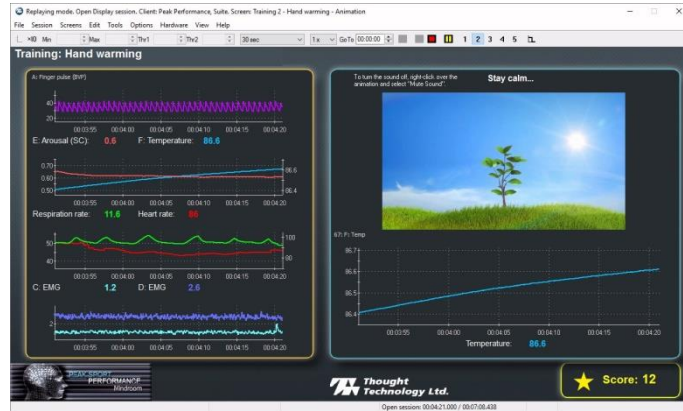 Replaying mode. Open Display session. Client: Peak Performance, Suite. Screen: Training 2 - Hand warming - Animation
File Session Screens Edit Tools Options Hardware View Help
×10 Min Max Thr1 Thr2 30 sec 1 x GoTo 00:00:00 1 2 3 4 5
Training: Hand warming
A: Finger pulse (BVP)
40
20
00:03:55 00:04:00 00:04:05 00:04:10 00:04:15 00:04:20
E: Arousal (SC): 0.6 F: Temperature: 86.6
0.70
0.60 86.6
0.50 86.4
00:03:55 00:04:00 00:04:05 00:04:10 00:04:15 00:04:20
Respiration rate: 11.6 Heart rate:
50 100
40 90
00:03:55 00:04:00 00:04:05 00:04:10 00:04:15 00:04:20
C: EMG 1.2 D: EMG 2.6
2
00:03:55 00:04:00 00:04:05 00:04:10 00:04:15 00:04:20
To turn the sound off, right-click over the
animation and select "Mute Sound".
Stay calm...
F: Temp
86.7
86.6
86.5
86.4
00:03:55 00:04:00 00:04:05 00:04:10 00:04:15 00:04:20
Temperature: 86.6
PEAK-SPORT
PERFORMANCE
Mindroom
Thought
Technology Ltd.
Score: 12
Open session: 00:04:21.000 / 00:07:08.438